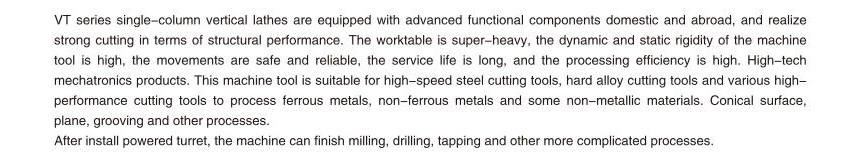 VT series single-column vertical lathes are equipped with advanced functional components domestic and abroad, and realize
strong cutting in terms of structural performance. The worktable is super-heavy, the dynamic and static rigidity of the machine
tool is high, the movements are safe and reliable, the service life is long, and the processing efficiency is high. High-tech
mechatronics products. This machine tool is suitable for high-speed steel cutting tools, hard alloy cutting tools and various high-
performance cutting tools to process ferrous metals, non-ferrous metals and some non-metallic materials. Conical surface,
plane, grooving and other processes.
After install powered turret, the machine can finish milling, drilling, tapping and other more complicated processes.